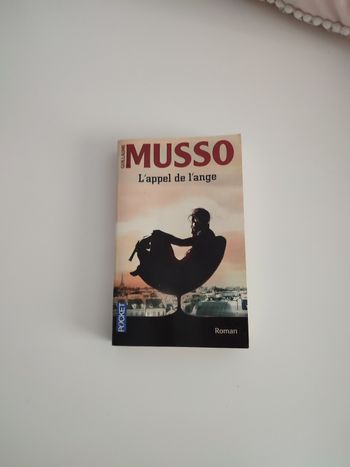 GUILLAUME
MUSSO
L'appel de l'ange
POCKET
Roman